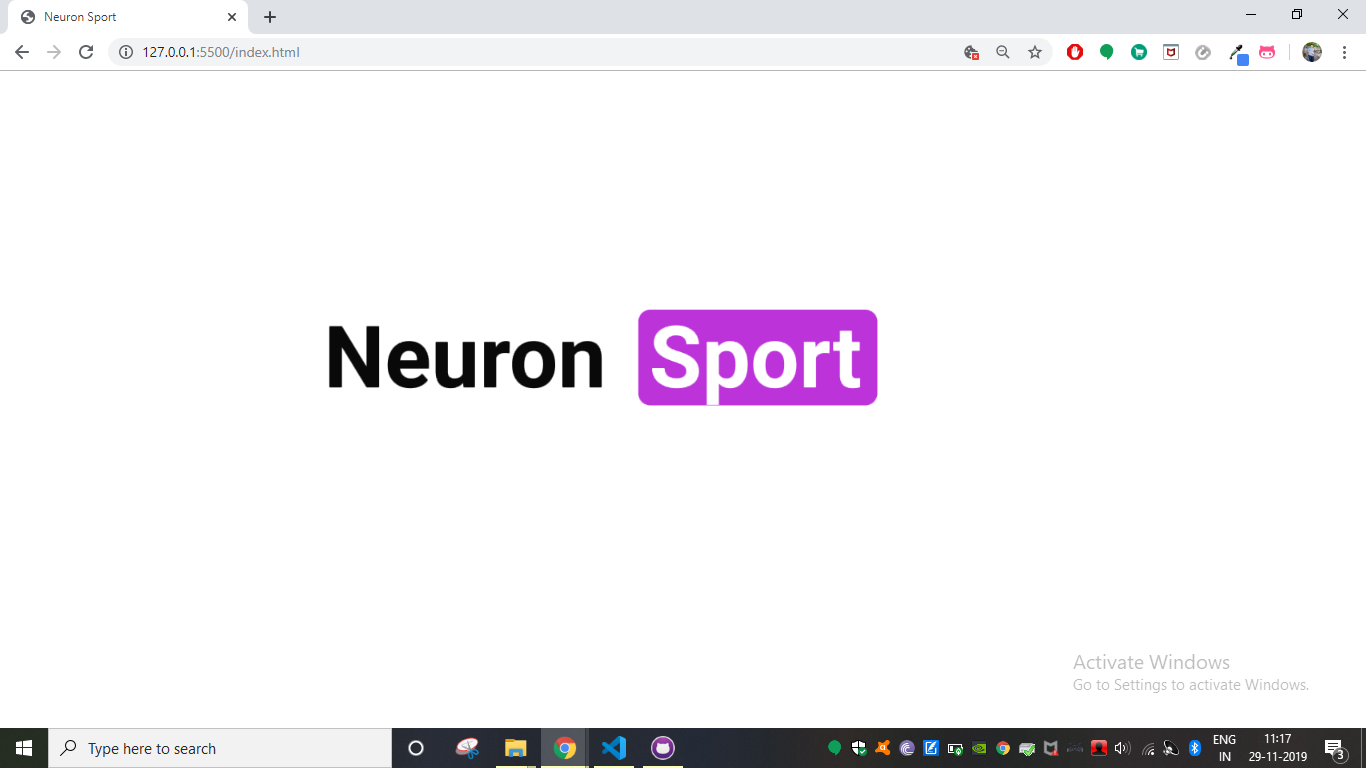 Neuron Sport
127.0.0.1:5500/index.html
Neuron Sport
Activate Windows
Go to Settings to activate Windows.
Type here to search
ENG
IN
11:17
29-11-2019
3